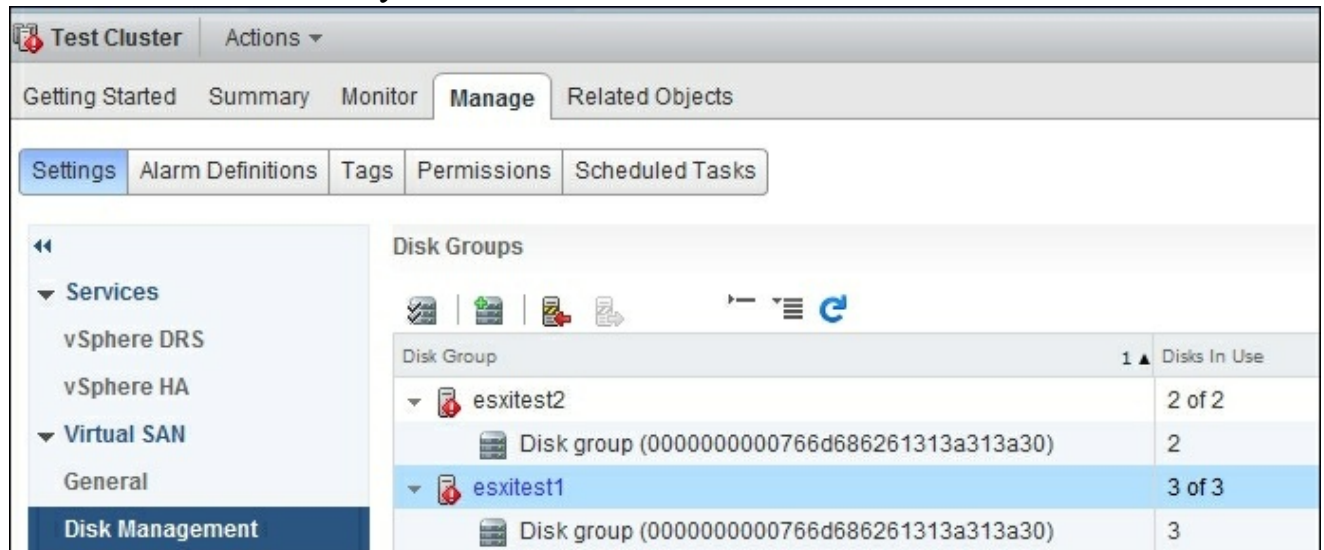 Test Cluster Actions
Getting Started Summary Monitor Manage Related Objects
Settings Alarm Definitions Tags Permissions Scheduled Tasks
Disk Groups
Services
vSphere DRS
vSphere HA
Virtual SAN
General
Disk Management
Disk Group 1 Disks In Use
esxitest2 2 of 2
Disk group (0000000000766d686261313a313a30) 2
esxitest1 3 of 3
Disk group (0000000000766d686261313a313a30) 3